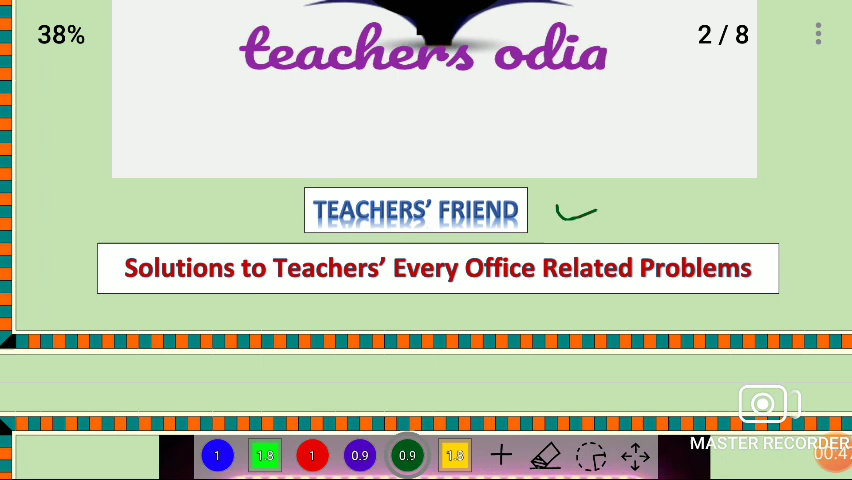 38%
2 / 8
teachers odia
TEACHERS' FRIEND
Solutions to Teachers' Every Office Related Problems
MASTER RECORDER
1
1.8
1
0.9
0.9
1.8